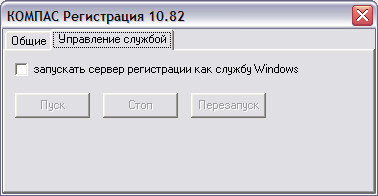 КОМПАС Регистрация 10.82
Общие Управление службой
запускать сервер регистрации как службу Windows
Пуск Стоп Перезапуск